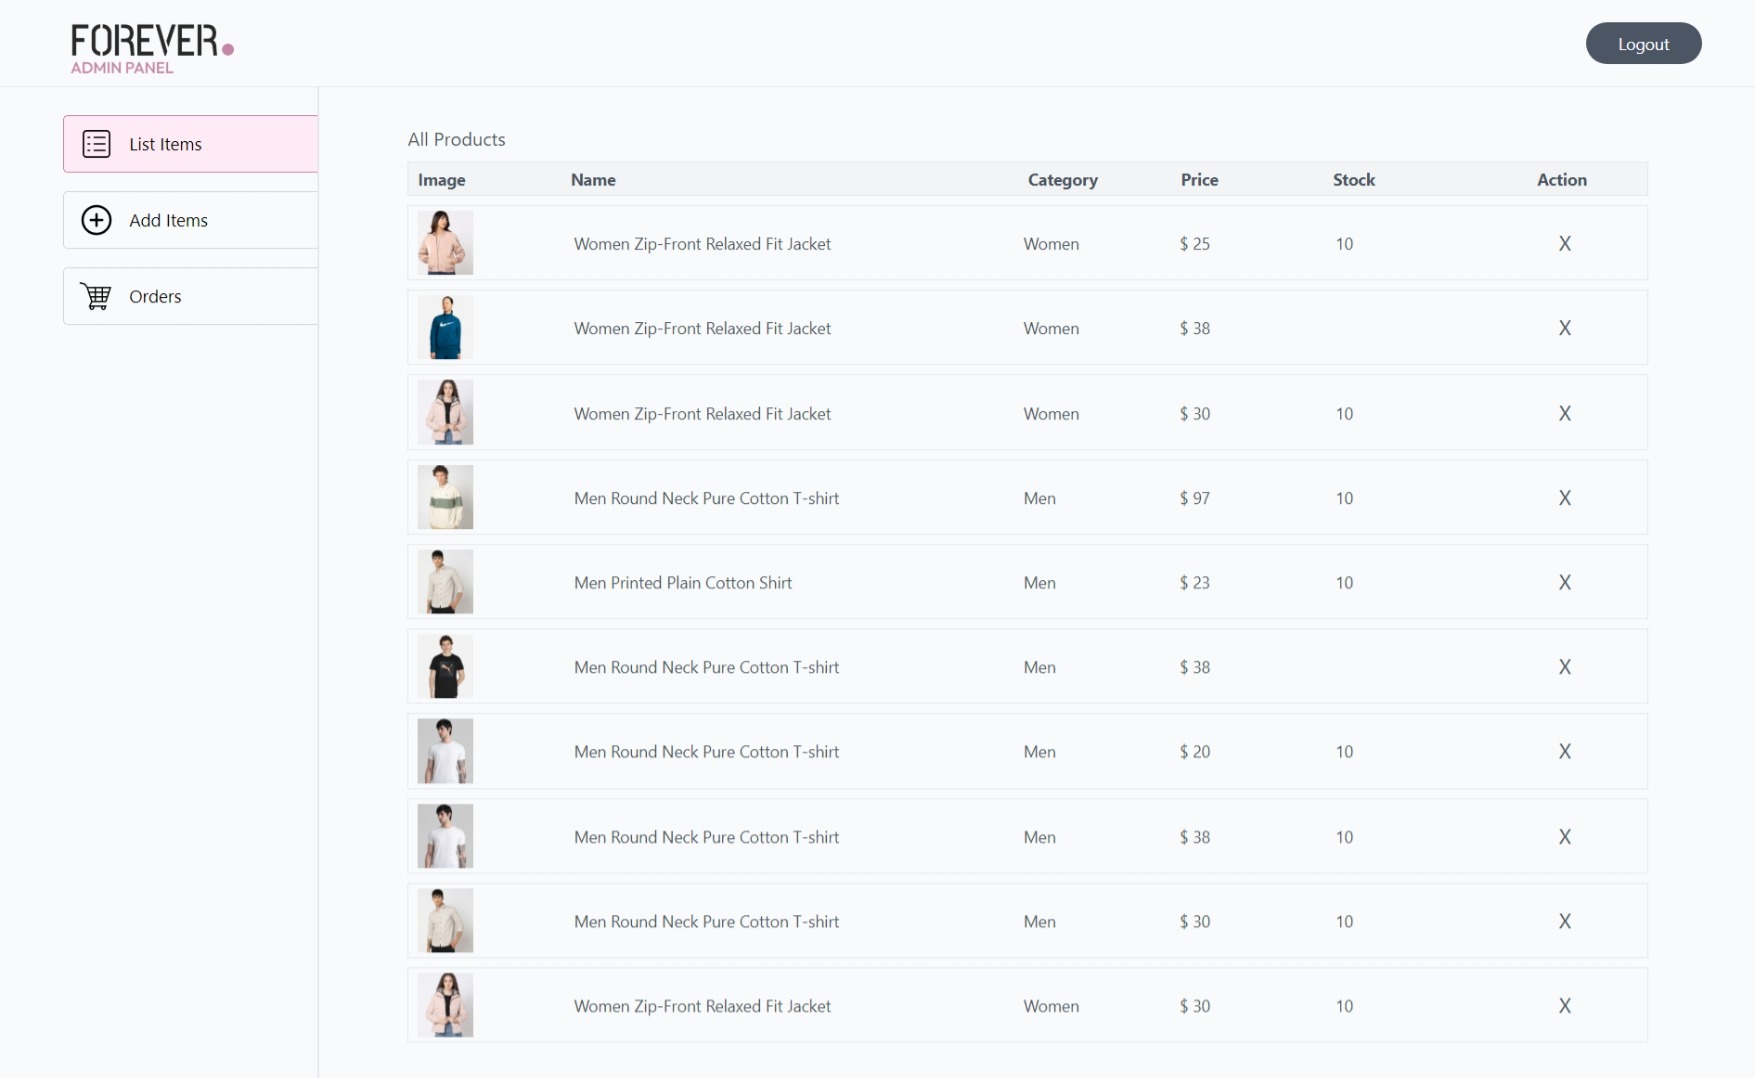 FOREVER.
ADMIN PANEL
Logout
List Items
Add Items
Orders
All Products
Image Name Category Price Stock Action
Women Zip-Front Relaxed Fit Jacket Women $ 25 10 X
Women Zip-Front Relaxed Fit Jacket Women $ 38 X
Women Zip-Front Relaxed Fit Jacket Women $ 30 10 X
Men Round Neck Pure Cotton T-shirt Men $ 97 10 X
Men Printed Plain Cotton Shirt Men $ 23 10 X
Men Round Neck Pure Cotton T-shirt Men $ 38 X
Men Round Neck Pure Cotton T-shirt Men $ 20 10 X
Men Round Neck Pure Cotton T-shirt Men $ 38 10 X
Men Round Neck Pure Cotton T-shirt Men $ 30 10 X
Women Zip-Front Relaxed Fit Jacket Women $ 30 10 X